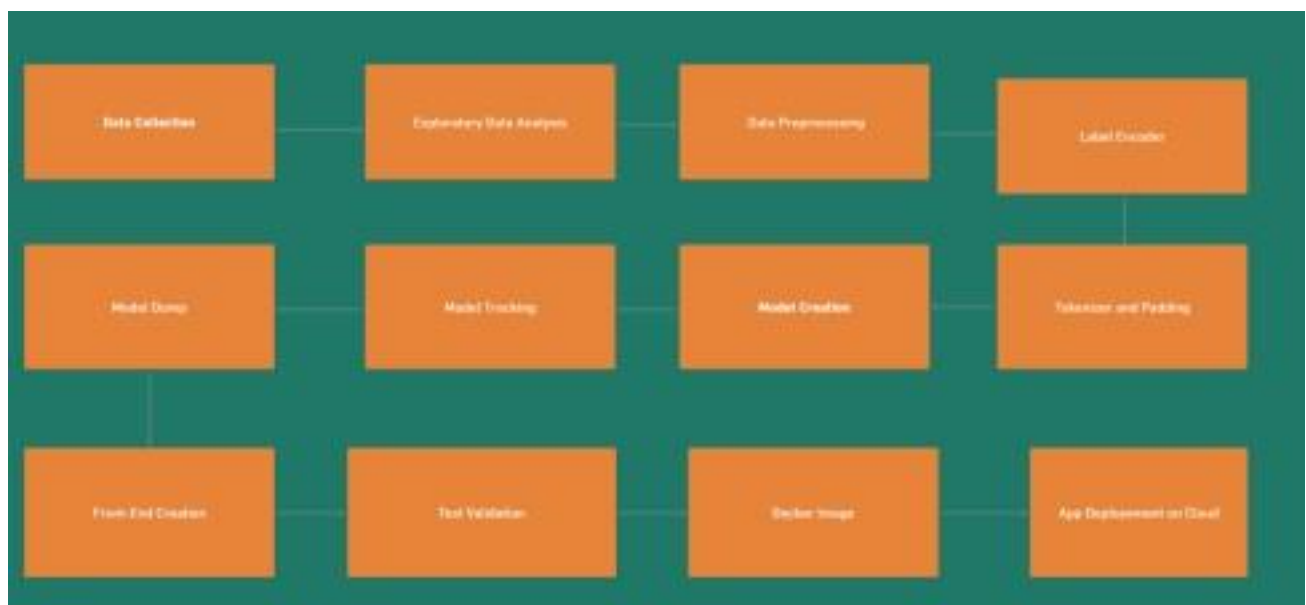 Data Collection
Exploratory Data Analysis
Data Preprocessing
Label Encoder
Model Dump
Model Tracking
Model Creation
Tokenizer and Padding
Front-End Creation
Test Validation
Docker Image
App Deployement on Cloud